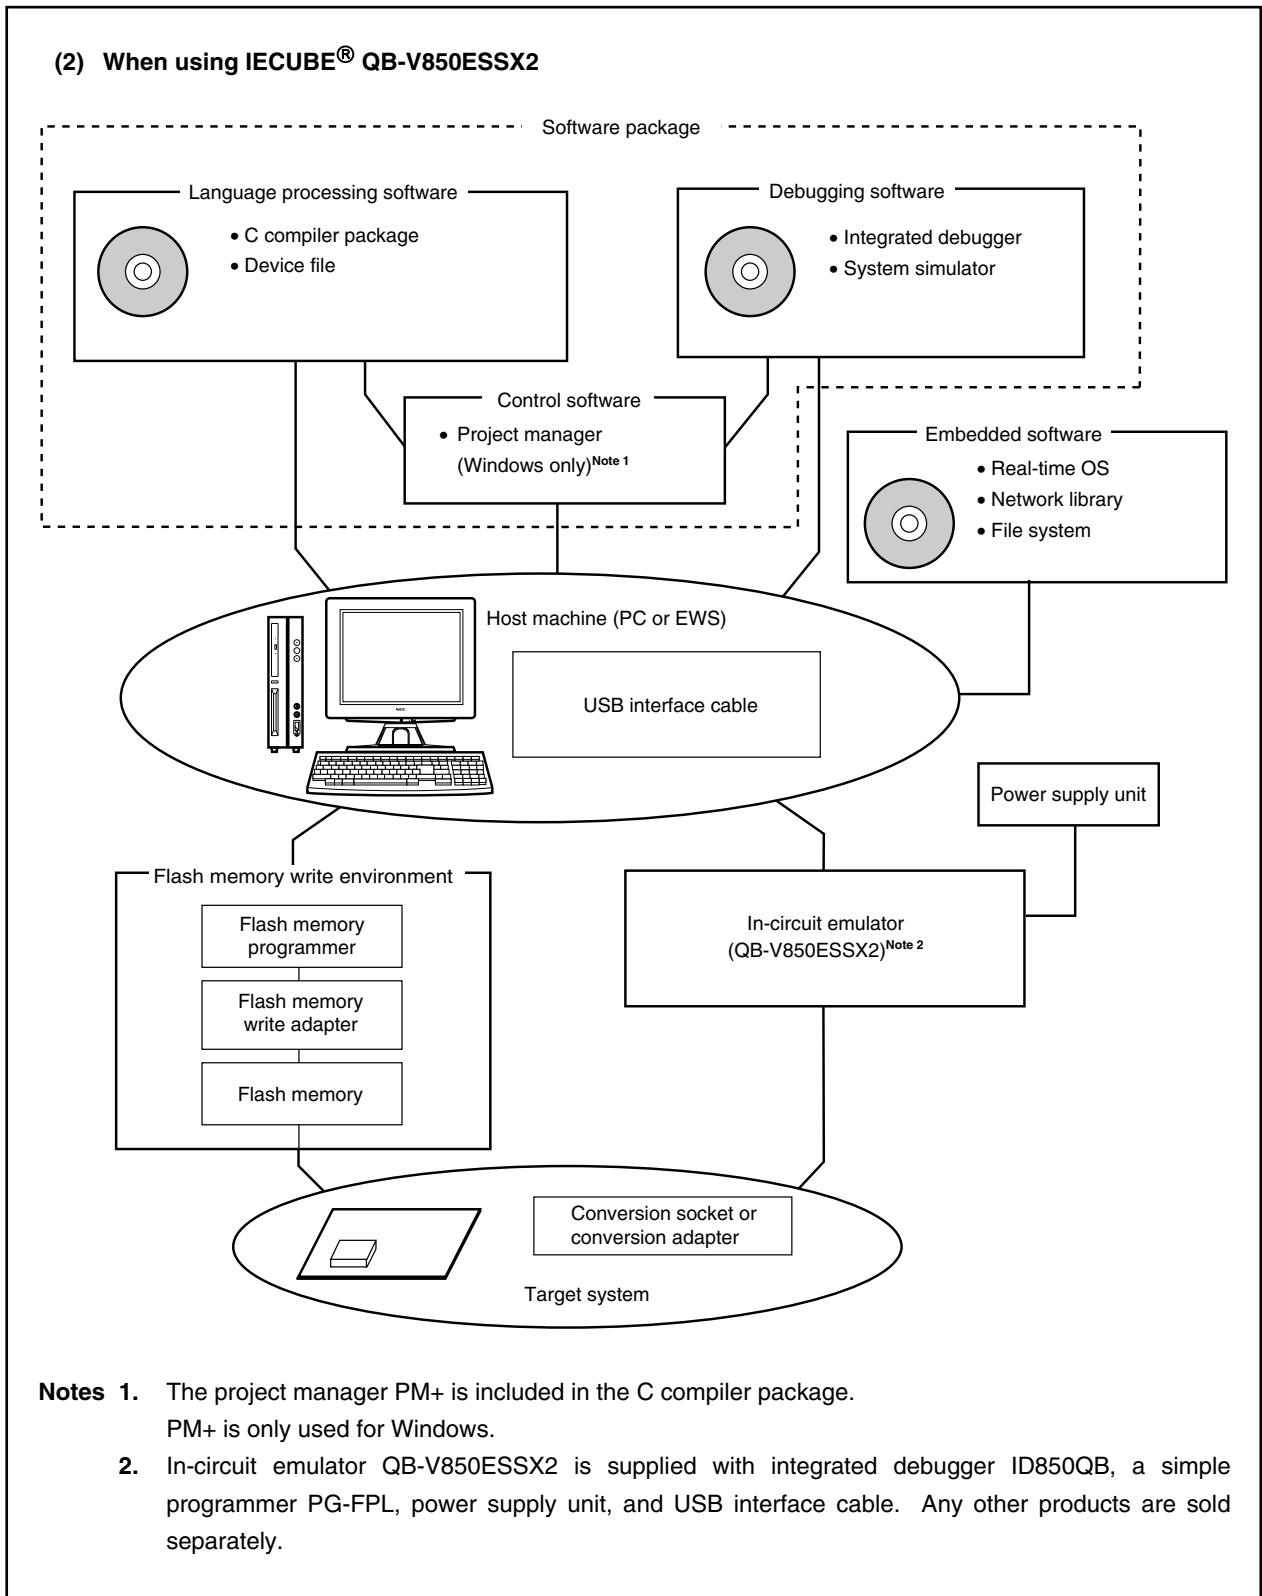 (2) When using IECUBE® QB-V850ESSX2
Software package
Language processing software
• C compiler package
• Device file
Debugging software
• Integrated debugger
• System simulator
Control software
• Project manager
(Windows only)Note 1
Embedded software
• Real-time OS
• Network library
• File system
Host machine (PC or EWS)
NEC
USB interface cable
Power supply unit
Flash memory write environment
Flash memory
programmer
Flash memory
write adapter
Flash memory
In-circuit emulator
(QB-V850ESSX2)Note 2
Conversion socket or
conversion adapter
Target system
Notes 1. The project manager PM+ is included in the C compiler package.
PM+ is only used for Windows.
2. In-circuit emulator QB-V850ESSX2 is supplied with integrated debugger ID850QB, a simple
programmer PG-FPL, power supply unit, and USB interface cable. Any other products are sold
separately.